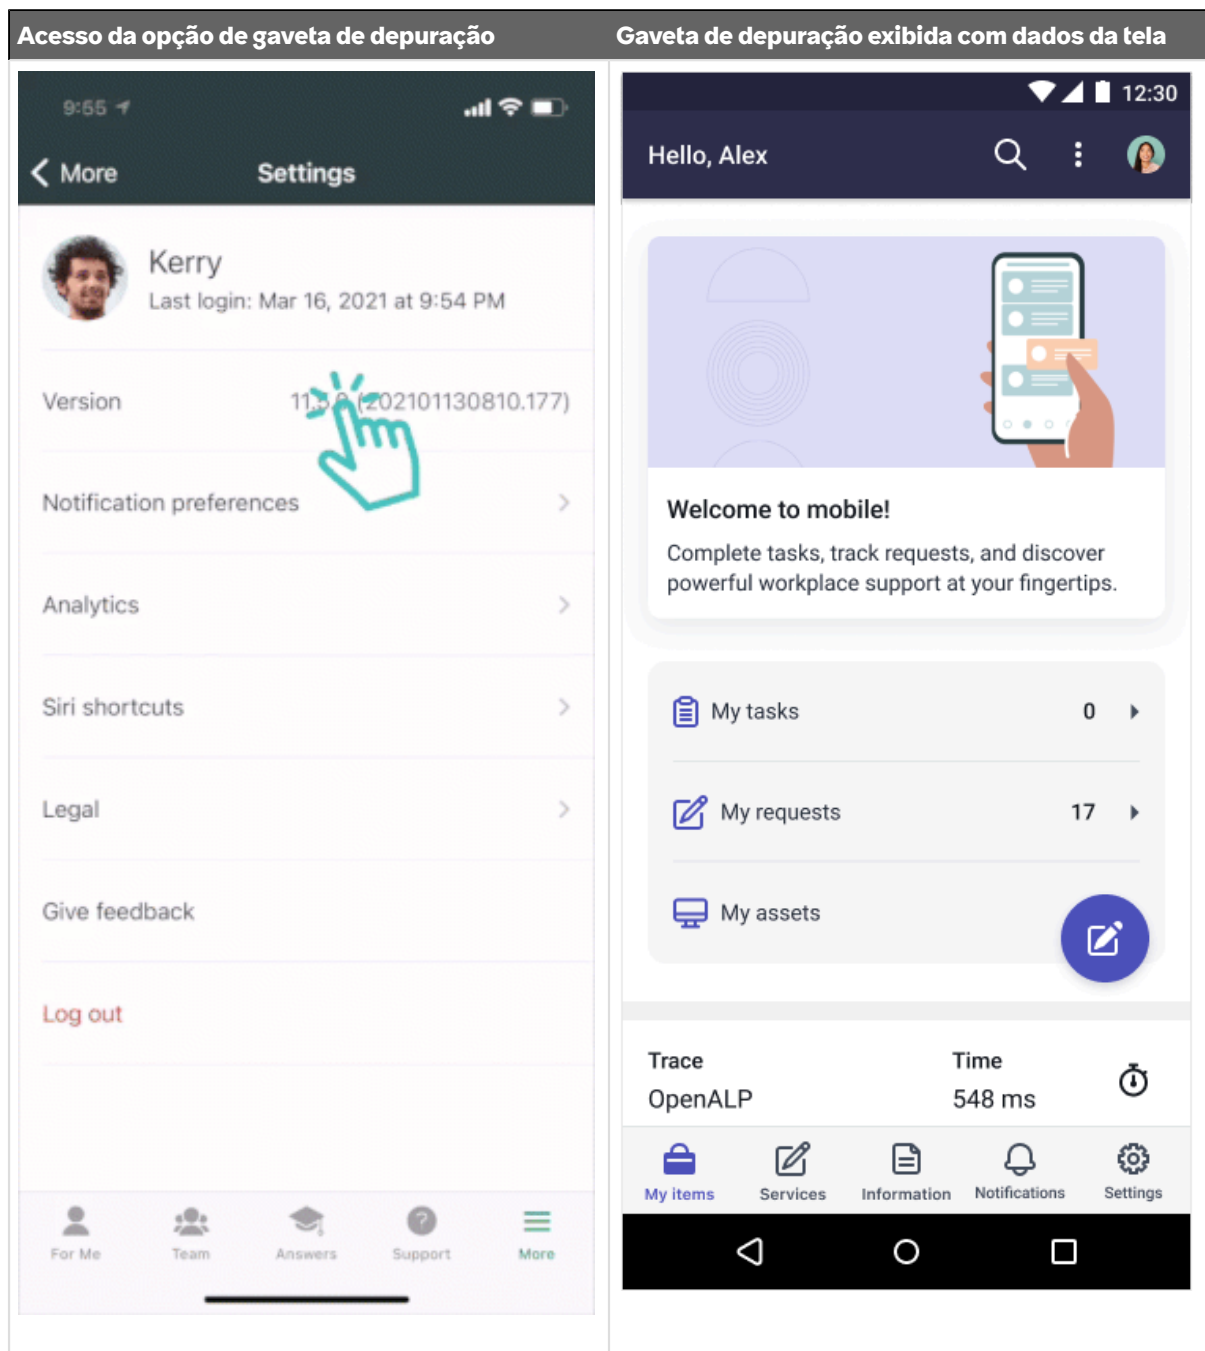 Acesso da opção de gaveta de depuração
Gaveta de depuração exibida com dados da tela
9:55
More
Settings
Kerry
Last login: Mar 16, 2021 at 9:54 PM
Version
(202101130810.177)
Notification preferences
Analytics
Siri shortcuts
Legal
Give feedback
Log out
For Me
Team
Answers
Support
More
12:30
Hello, Alex
Welcome to mobile!
Complete tasks, track requests, and discover
powerful workplace support at your fingertips.
My tasks
0
My requests
17
My assets
Trace
Time
OpenALP
548 ms
My items
Services
Information
Notifications
Settings